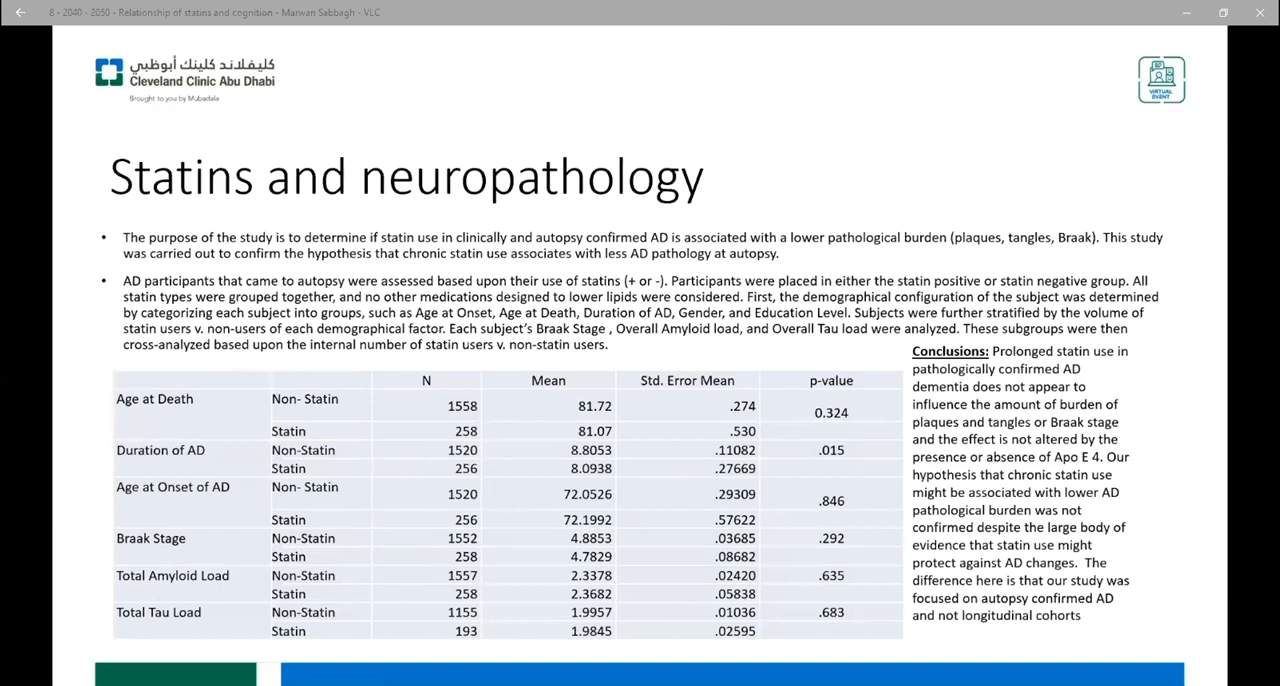 8 - 2040 - 2050 - Relationship of statins and cognition - Marwan Sabbagh - VLC
كليفلاند كلينك أبوظبي
Cleveland Clinic Abu Dhabi
Brought to you by Mubadala
VIRTUAL
EVENT
Statins and neuropathology
• The purpose of the study is to determine if statin use in clinically and autopsy confirmed AD is associated with a lower pathological burden (plaques, tangles, Braak). This study
was carried out to confirm the hypothesis that chronic statin use associates with less AD pathology at autopsy.
• AD participants that came to autopsy were assessed based upon their use of statins (+ or -). Participants were placed in either the statin positive or statin negative group. All
statin types were grouped together, and no other medications designed to lower lipids were considered. First, the demographical configuration of the subject was determined
by categorizing each subject into groups, such as Age at Onset, Age at Death, Duration of AD, Gender, and Education Level. Subjects were further stratified by the volume of
statin users v. non-users of each demographical factor. Each subject's Braak Stage , Overall Amyloid load, and Overall Tau load were analyzed. These subgroups were then
cross-analyzed based upon the internal number of statin users v. non-statin users.
N Mean Std. Error Mean p-value
Age at Death Non- Statin 1558 81.72 .274 0.324
Statin 258 81.07 .530
Duration of AD Non-Statin 1520 8.8053 .11082 .015
Statin 256 8.0938 .27669
Age at Onset of AD Non- Statin 1520 72.0526 .29309 .846
Statin 256 72.1992 .57622
Braak Stage Non-Statin 1552 4.8853 .03685 .292
Statin 258 4.7829 .08682
Total Amyloid Load Non-Statin 1557 2.3378 .02420 .635
Statin 258 2.3682 .05838
Total Tau Load Non-Statin 1155 1.9957 .01036 .683
Statin 193 1.9845 .02595
Conclusions: Prolonged statin use in
pathologically confirmed AD
dementia does not appear to
influence the amount of burden of
plaques and tangles or Braak stage
and the effect is not altered by the
presence or absence of Apo E 4. Our
hypothesis that chronic statin use
might be associated with lower AD
pathological burden was not
confirmed despite the large body of
evidence that statin use might
protect against AD changes. The
difference here is that our study was
focused on autopsy confirmed AD
and not longitudinal cohorts